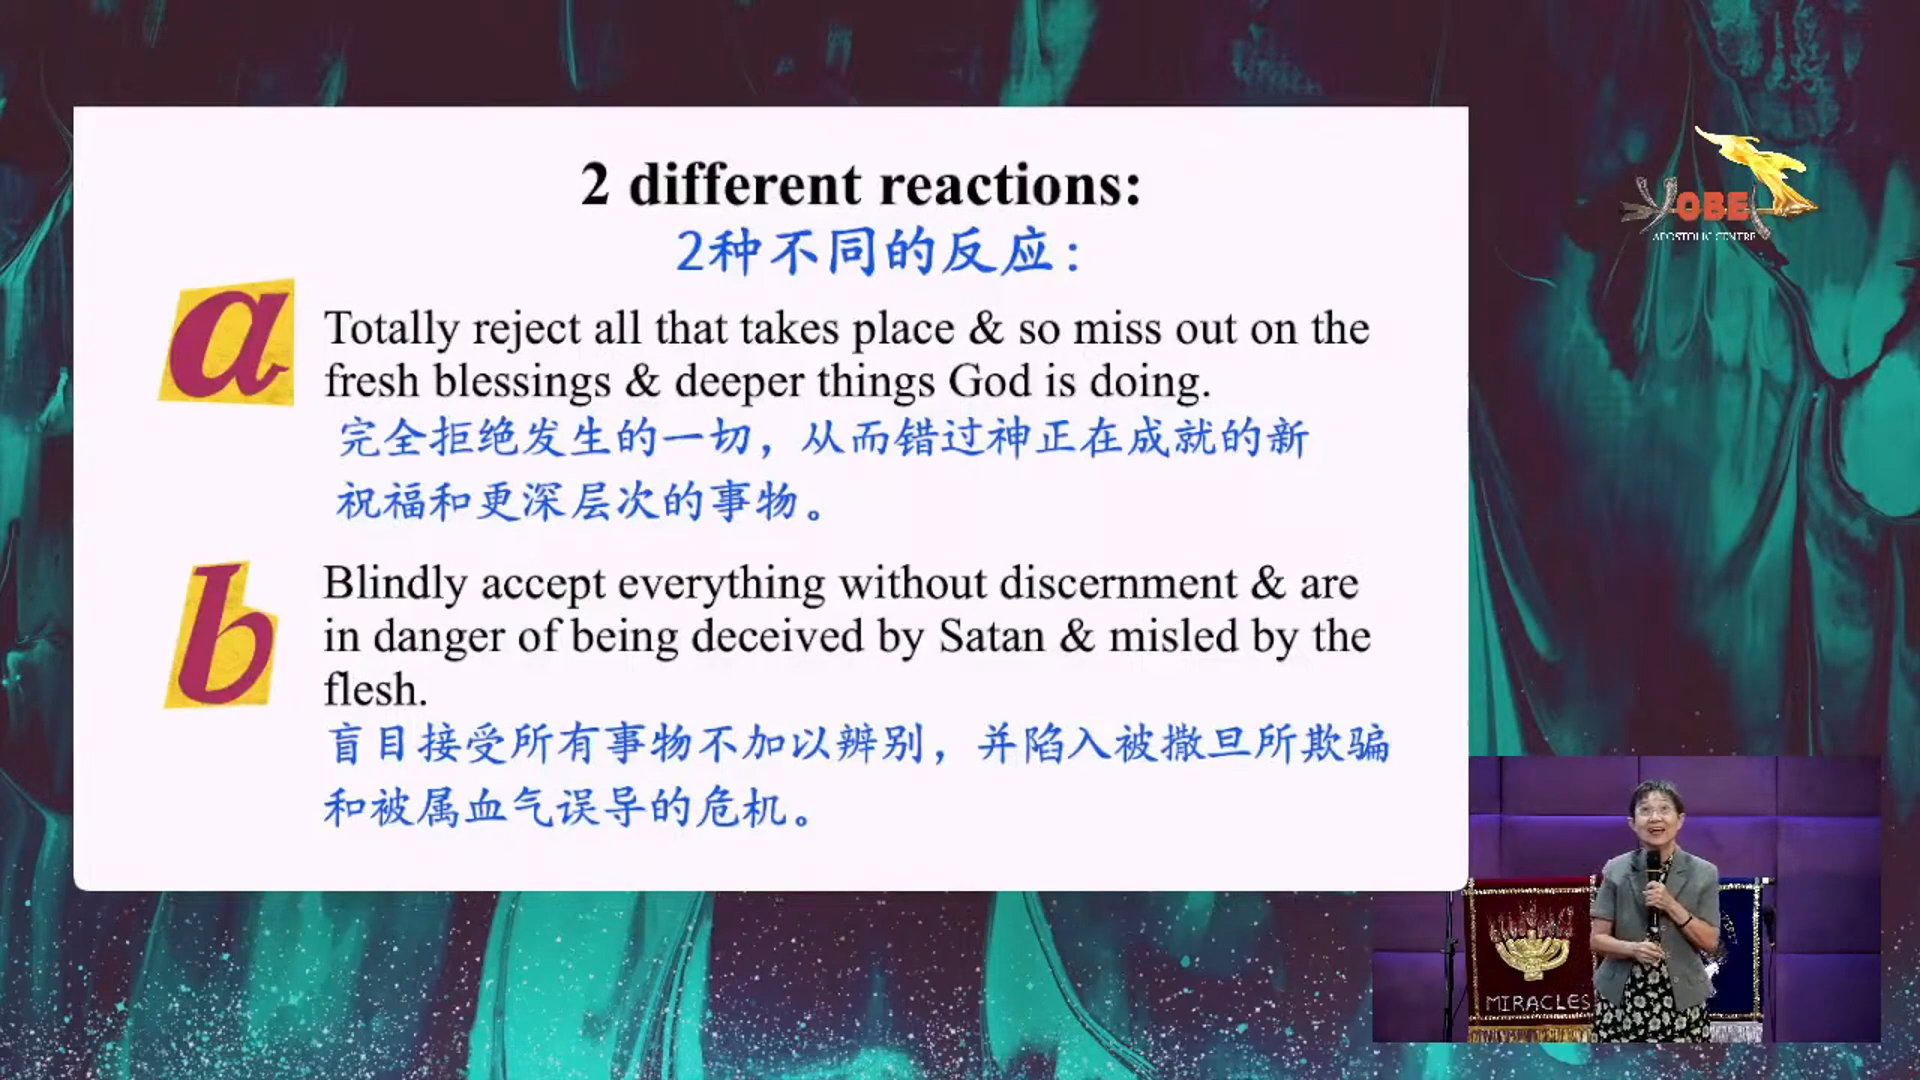 2 different reactions:
2种不同的反应：
a
Totally reject all that takes place & so miss out on the
fresh blessings & deeper things God is doing.
完全拒绝发生的一切，从而错过神正在成就的新
祝福和更深层次的事物。
b
Blindly accept everything without discernment & are
in danger of being deceived by Satan & misled by the
flesh.
盲目接受所有事物不加以辨别，并陷入被撒旦所欺骗
和被属血气误导的危机。
YOBEL
APOSTOLIC CENTRE
MIRACLES